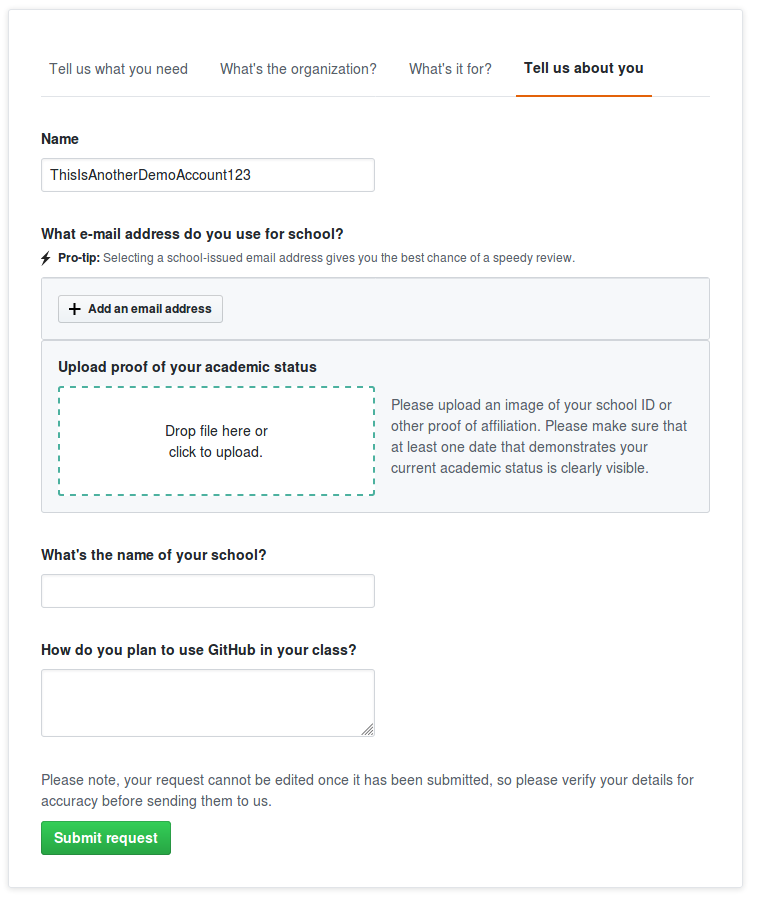 Tell us what you need What's the organization? What's it for? Tell us about you
Name
ThisIsAnotherDemoAccount123
What e-mail address do you use for school?
Pro-tip: Selecting a school-issued email address gives you the best chance of a speedy review.
Add an email address
Upload proof of your academic status
Drop file here or
click to upload.
Please upload an image of your school ID or
other proof of affiliation. Please make sure that
at least one date that demonstrates your
current academic status is clearly visible.
What's the name of your school?
How do you plan to use GitHub in your class?
Please note, your request cannot be edited once it has been submitted, so please verify your details for
accuracy before sending them to us.
Submit request